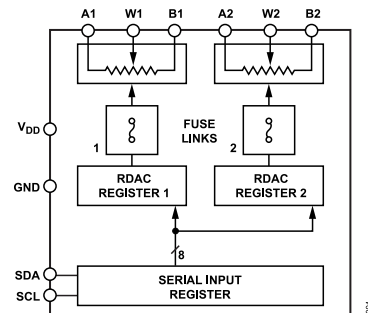 A1 W1 B1 A2 W2 B2
VDD
1
FUSE
LINKS
2
GND
RDAC
REGISTER 1
RDAC
REGISTER 2
8
SDA
SCL
SERIAL INPUT
REGISTER